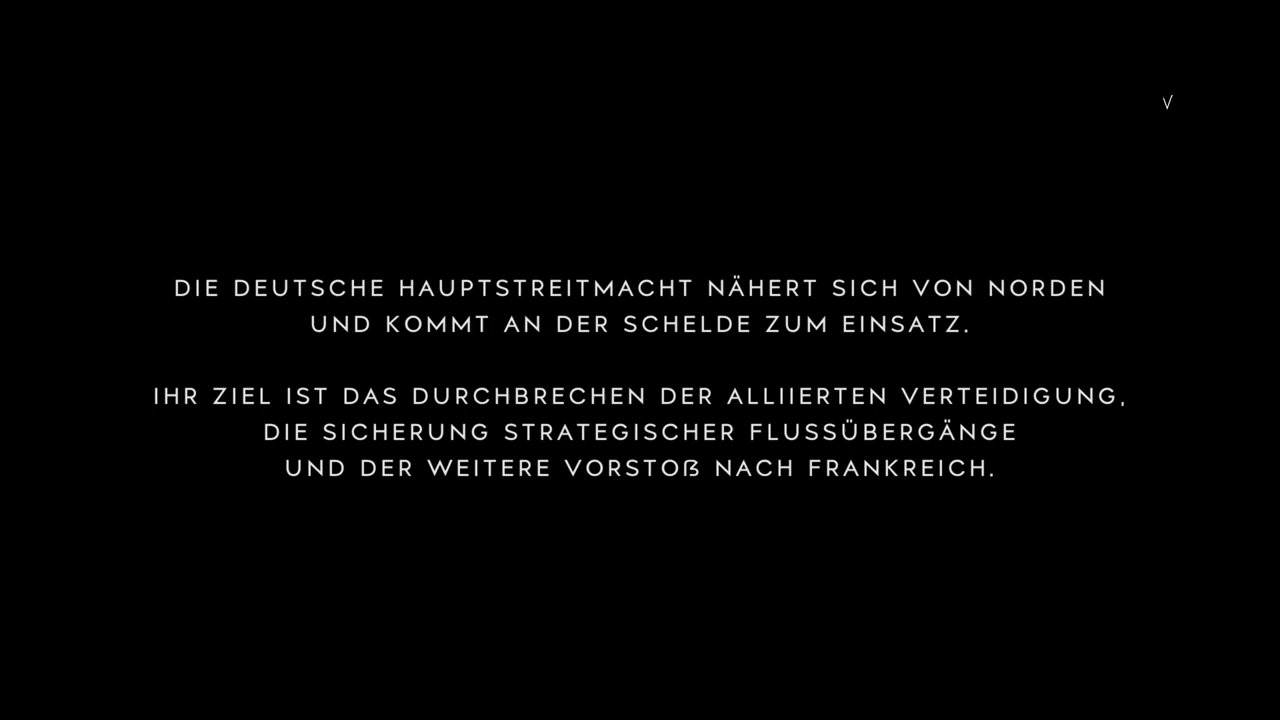 V
DIE DEUTSCHE HAUPTSTREITMACHT NÄHERT SICH VON NORDEN
UND KOMMT AN DER SCHELDE ZUM EINSATZ.
IHR ZIEL IST DAS DURCHBRECHEN DER ALLIIERTEN VERTEIDIGUNG,
DIE SICHERUNG STRATEGISCHER FLUSSÜBERGÄNGE
UND DER WEITERE VORSTOß NACH FRANKREICH.